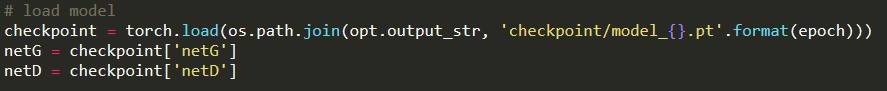 # load model
checkpoint = torch.load(os.path.join(opt.output_str, 'checkpoint/model_{}.pt'.format(epoch)))
netG = checkpoint['netG']
netD = checkpoint['netD']